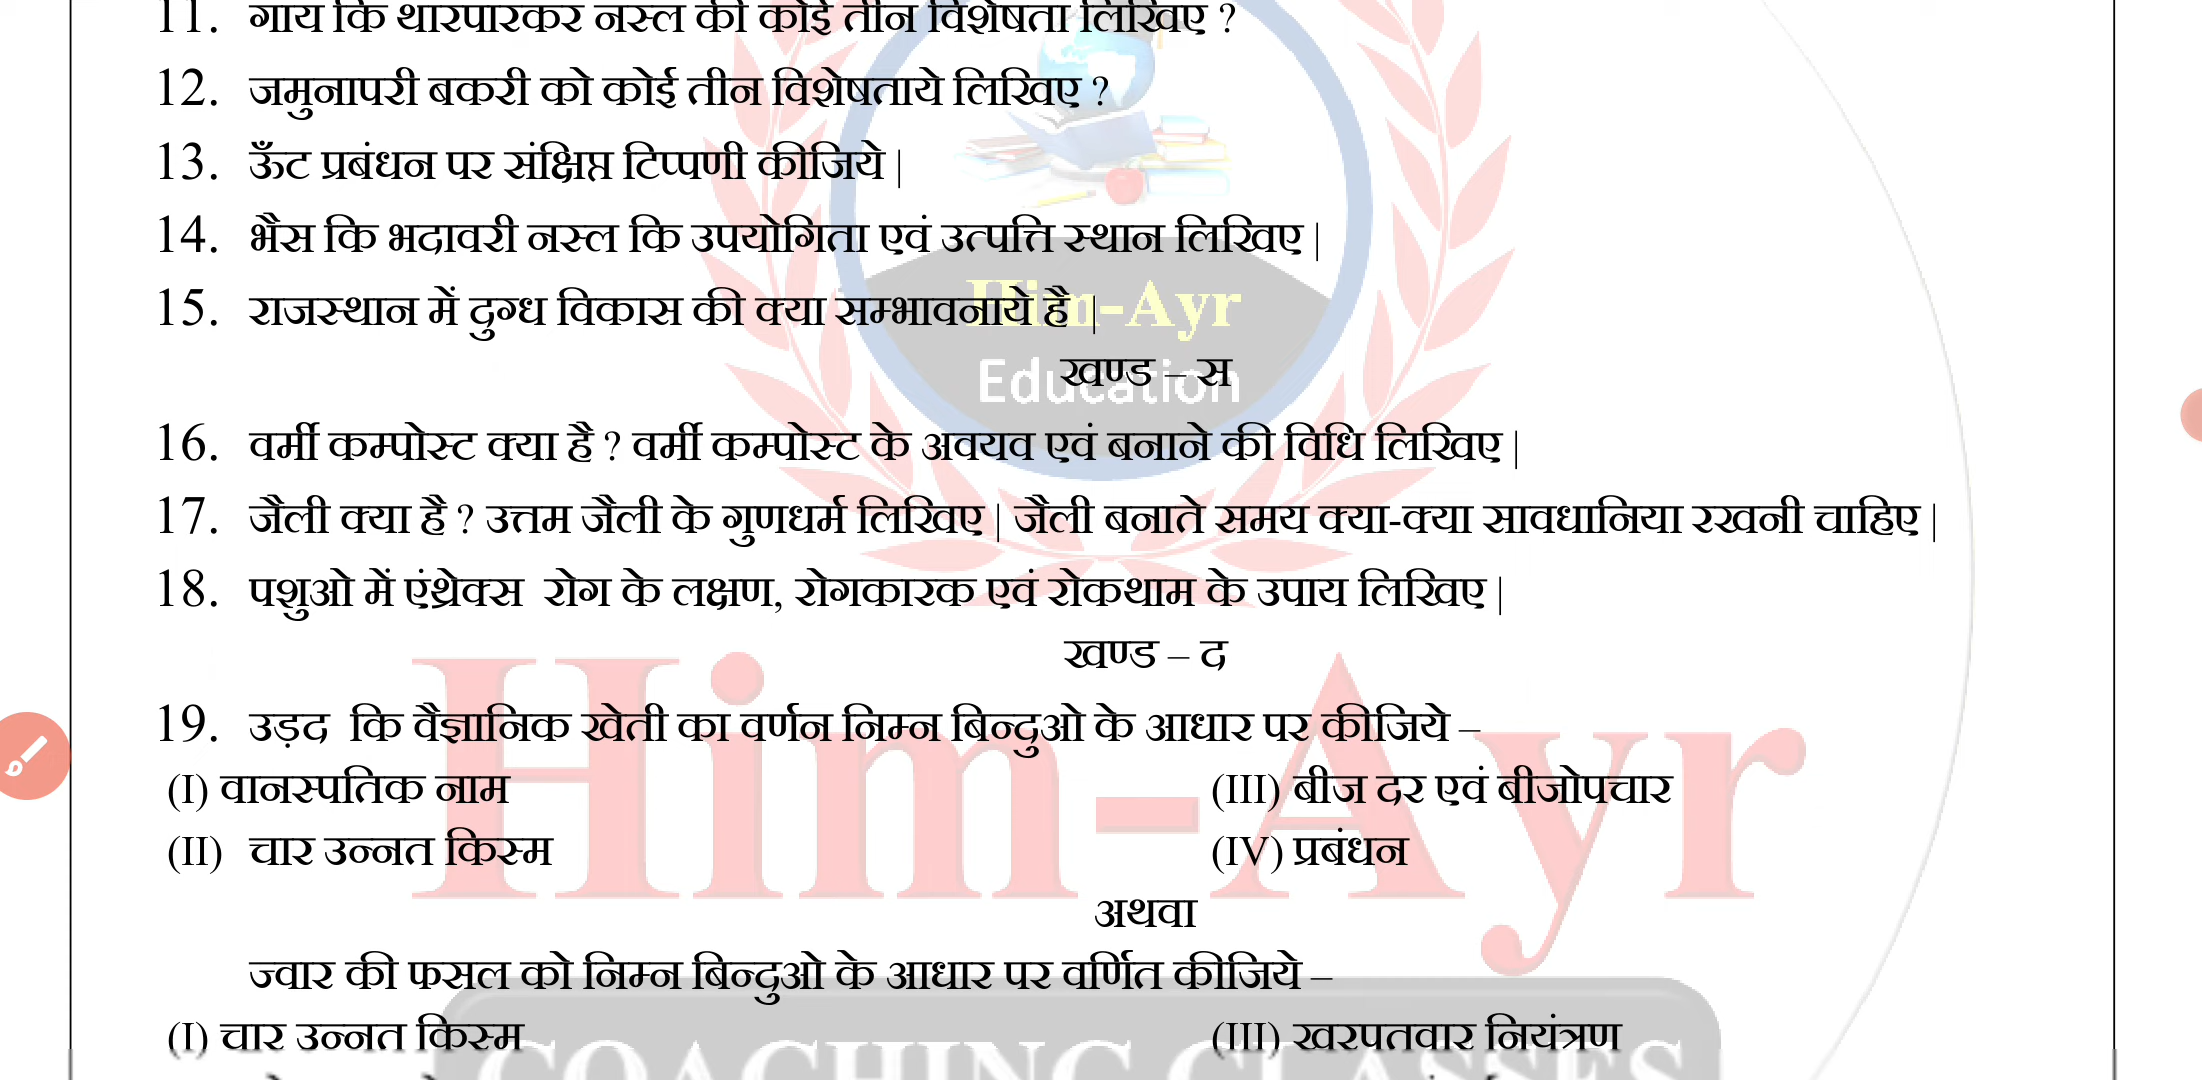 11. गाय कि थारपारकर नस्ल की कोई तीन विशेषता लिखिए ?
12. जमुनापरी बकरी को कोई तीन विशेषताये लिखिए ?
13. ऊँट प्रबंधन पर संक्षिप्त टिप्पणी कीजिये |
14. भैंस कि भदावरी नस्ल कि उपयोगिता एवं उत्पत्ति स्थान लिखिए |
15. राजस्थान में दुग्ध विकास की क्या सम्भावनाये है |
Him-Ayr
Education
खण्ड – स
16. वर्मी कम्पोस्ट क्या है ? वर्मी कम्पोस्ट के अवयव एवं बनाने की विधि लिखिए |
17. जैली क्या है ? उत्तम जैली के गुणधर्म लिखिए | जैली बनाते समय क्या-क्या सावधानिया रखनी चाहिए |
18. पशुओ में एंथ्रेक्स रोग के लक्षण, रोगकारक एवं रोकथाम के उपाय लिखिए |
खण्ड – द
19. उड़द कि वैज्ञानिक खेती का वर्णन निम्न बिन्दुओ के आधार पर कीजिये –
(I) वानस्पतिक नाम (III) बीज दर एवं बीजोपचार
(II) चार उन्नत किस्म (IV) प्रबंधन
Him-Ayr
अथवा
ज्वार की फसल को निम्न बिन्दुओ के आधार पर वर्णित कीजिये –
(I) चार उन्नत किस्म (III) खरपतवार नियंत्रण
COACHING CLASSES